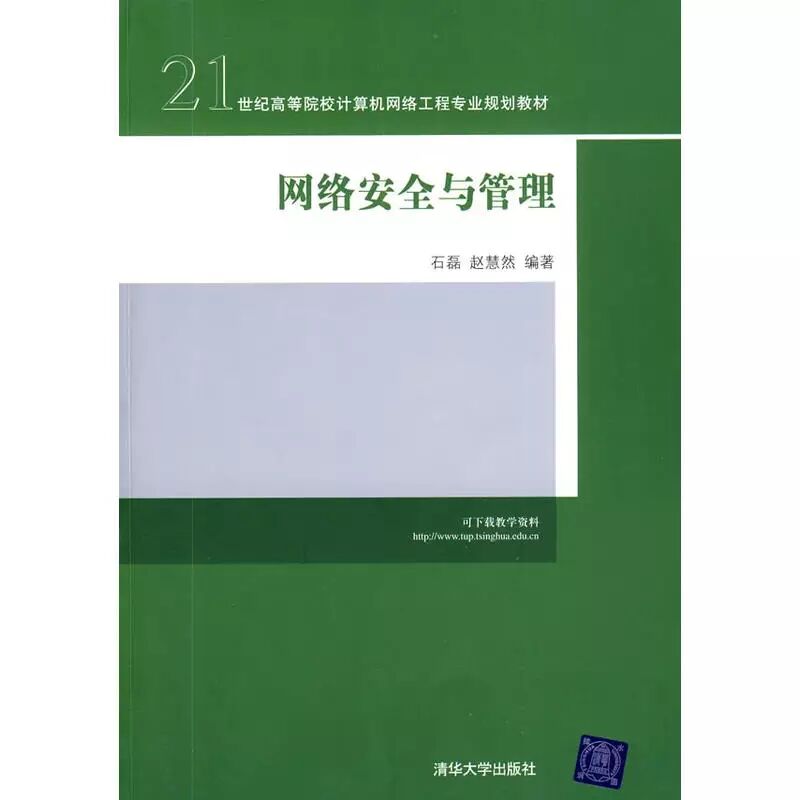 21世纪高等院校计算机网络工程专业规划教材
网络安全与管理
石磊 赵慧然 编著
可下载教学资料
http://www.tup.tsinghua.edu.cn
清华大学出版社